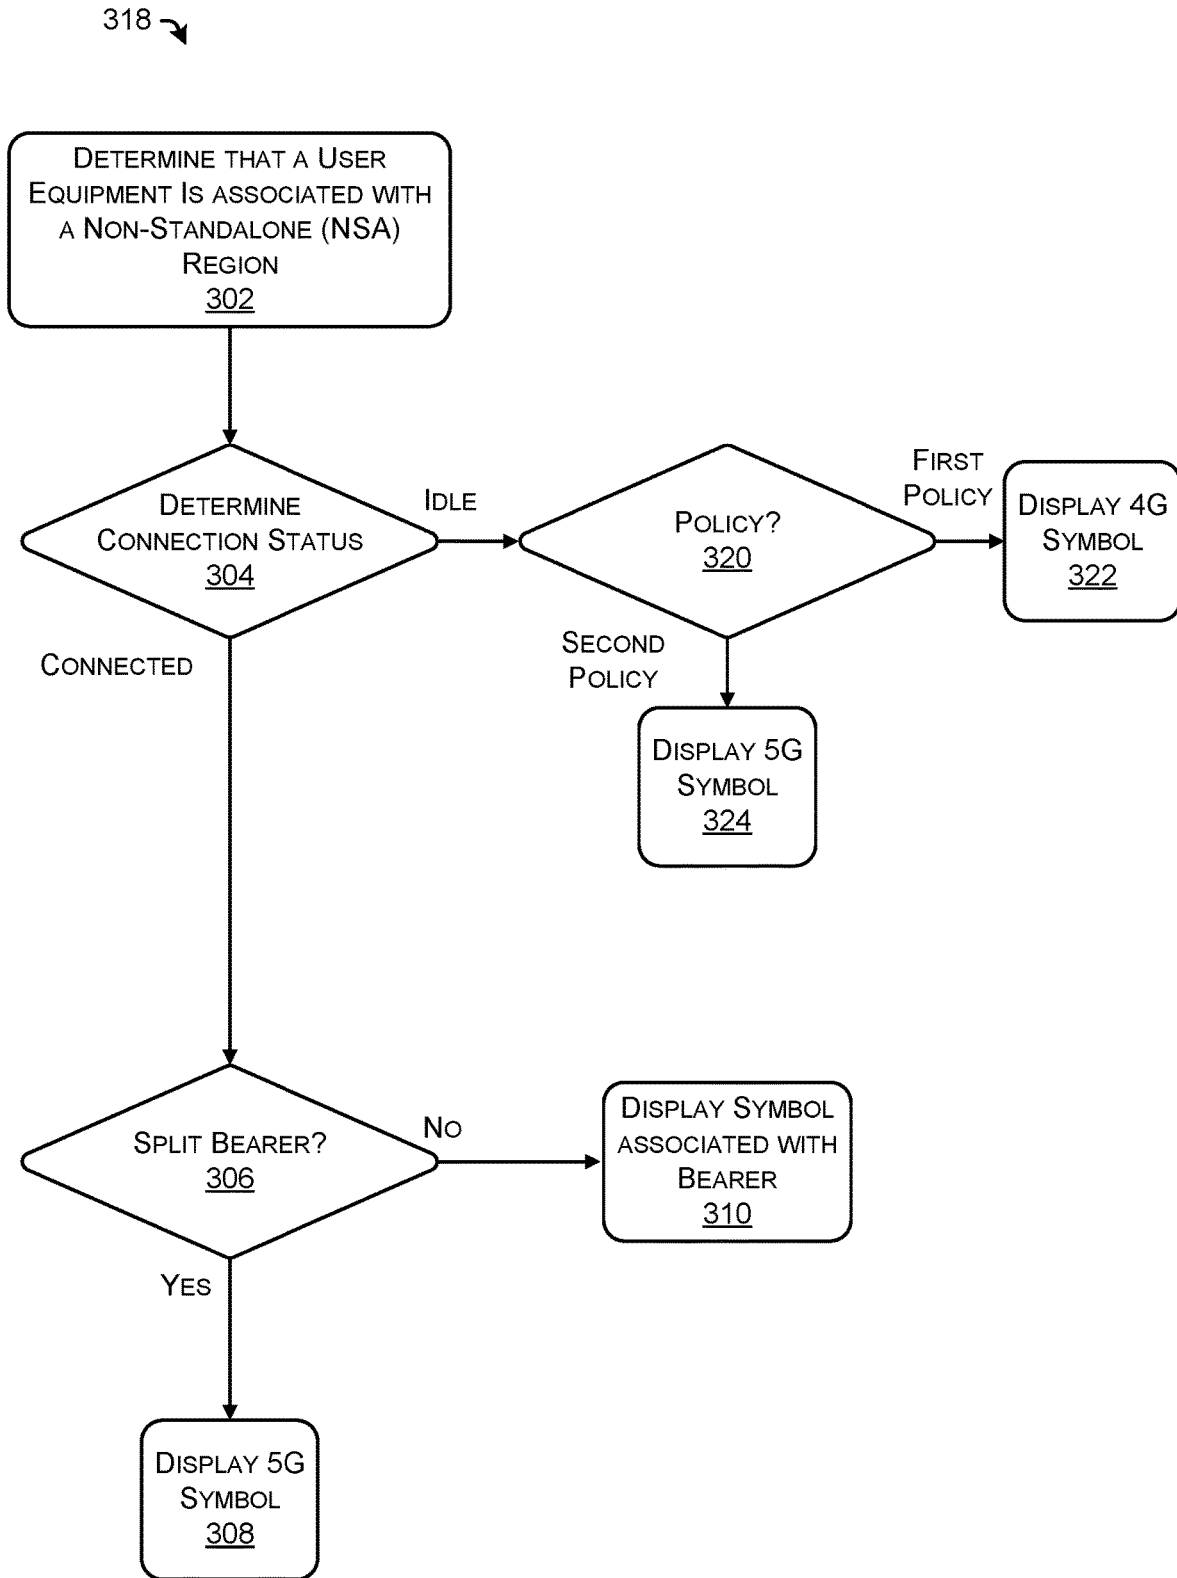 318
DETERMINE THAT A USER
EQUIPMENT IS ASSOCIATED WITH
A NON-STANDALONE (NSA)
REGION
302
DETERMINE
CONNECTION STATUS
304
IDLE
POLICY?
320
FIRST
POLICY
DISPLAY 4G
SYMBOL
322
SECOND
POLICY
DISPLAY 5G
SYMBOL
324
CONNECTED
SPLIT BEARER?
306
NO
DISPLAY SYMBOL
ASSOCIATED WITH
BEARER
310
YES
DISPLAY 5G
SYMBOL
308